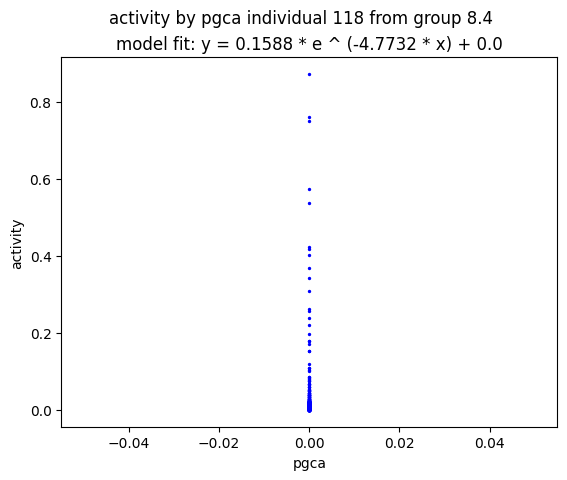 activity by pgca individual 118 from group 8.4
model fit: y = 0.1588 * e ^ (-4.7732 * x) + 0.0
0.8
0.6
0.4
0.2
0.0
activity
−0.04 −0.02 0.00 0.02 0.04
pgca